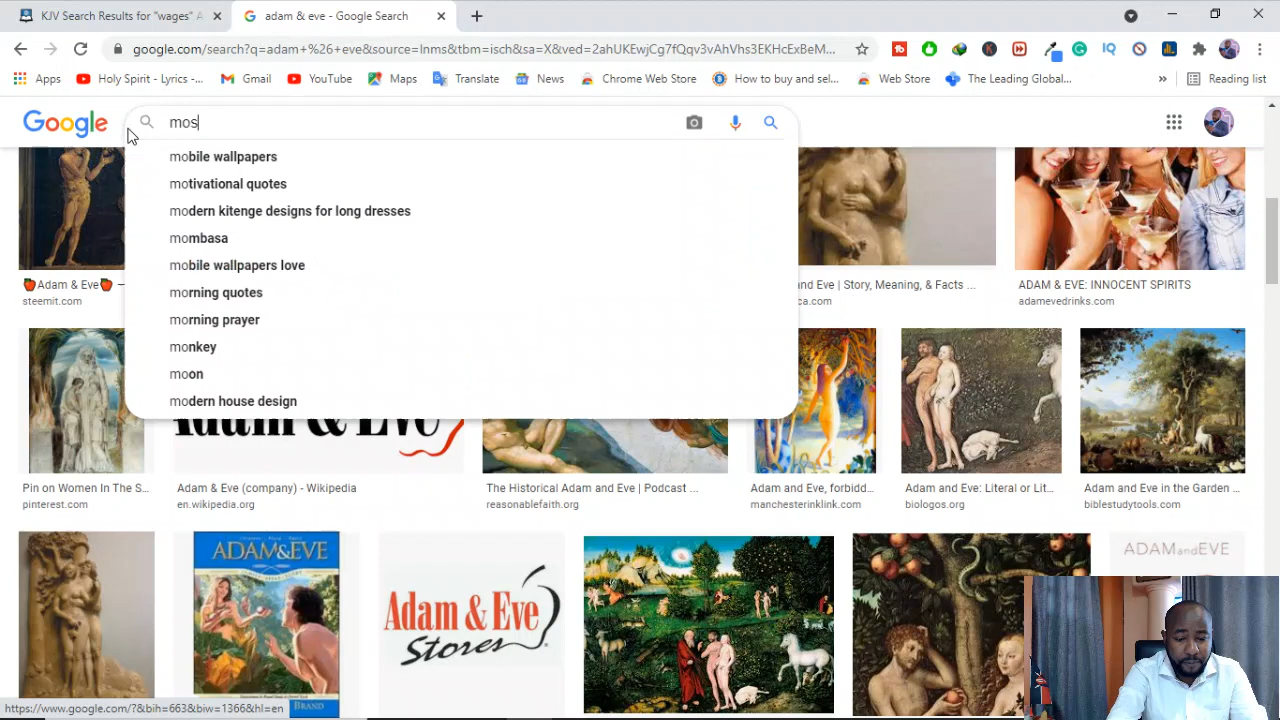 KJV Search Results for "wages" A
adam & eve - Google Search
google.com/search?q=adam+%26+eve&source=lnms&tbm=isch&sa=X&ved=2ahUKEwjCg7fQqv3vAhVhs3EKHcExBeM...
Apps
Holy Spirit - Lyrics -...
Gmail
YouTube
Maps
Translate
News
Chrome Web Store
How to buy and sel...
Web Store
The Leading Global...
Reading list
Google
mos
mobile wallpapers
motivational quotes
modern kitenge designs for long dresses
mombasa
mobile wallpapers love
morning quotes
morning prayer
monkey
moon
modern house design
Adam & Eve
steemit.com
nd Eve | Story, Meaning, & Facts ...
ca.com
ADAM & EVE: INNOCENT SPIRITS
adamevedrinks.com
Adam & Eve
Pin on Women In The S...
pinterest.com
Adam & Eve (company) - Wikipedia
en.wikipedia.org
The Historical Adam and Eve | Podcast ...
reasonablefaith.org
Adam and Eve, forbidd...
manchesterinklink.com
Adam and Eve: Literal or Lit...
biologos.org
Adam and Eve in the Garden ...
biblestudytools.com
ADAM&EVE
BRAND
Adam & Eve
Stores
ADAMandEVE
https://www.google.com/?&bih=663&biw=1366&hl=en